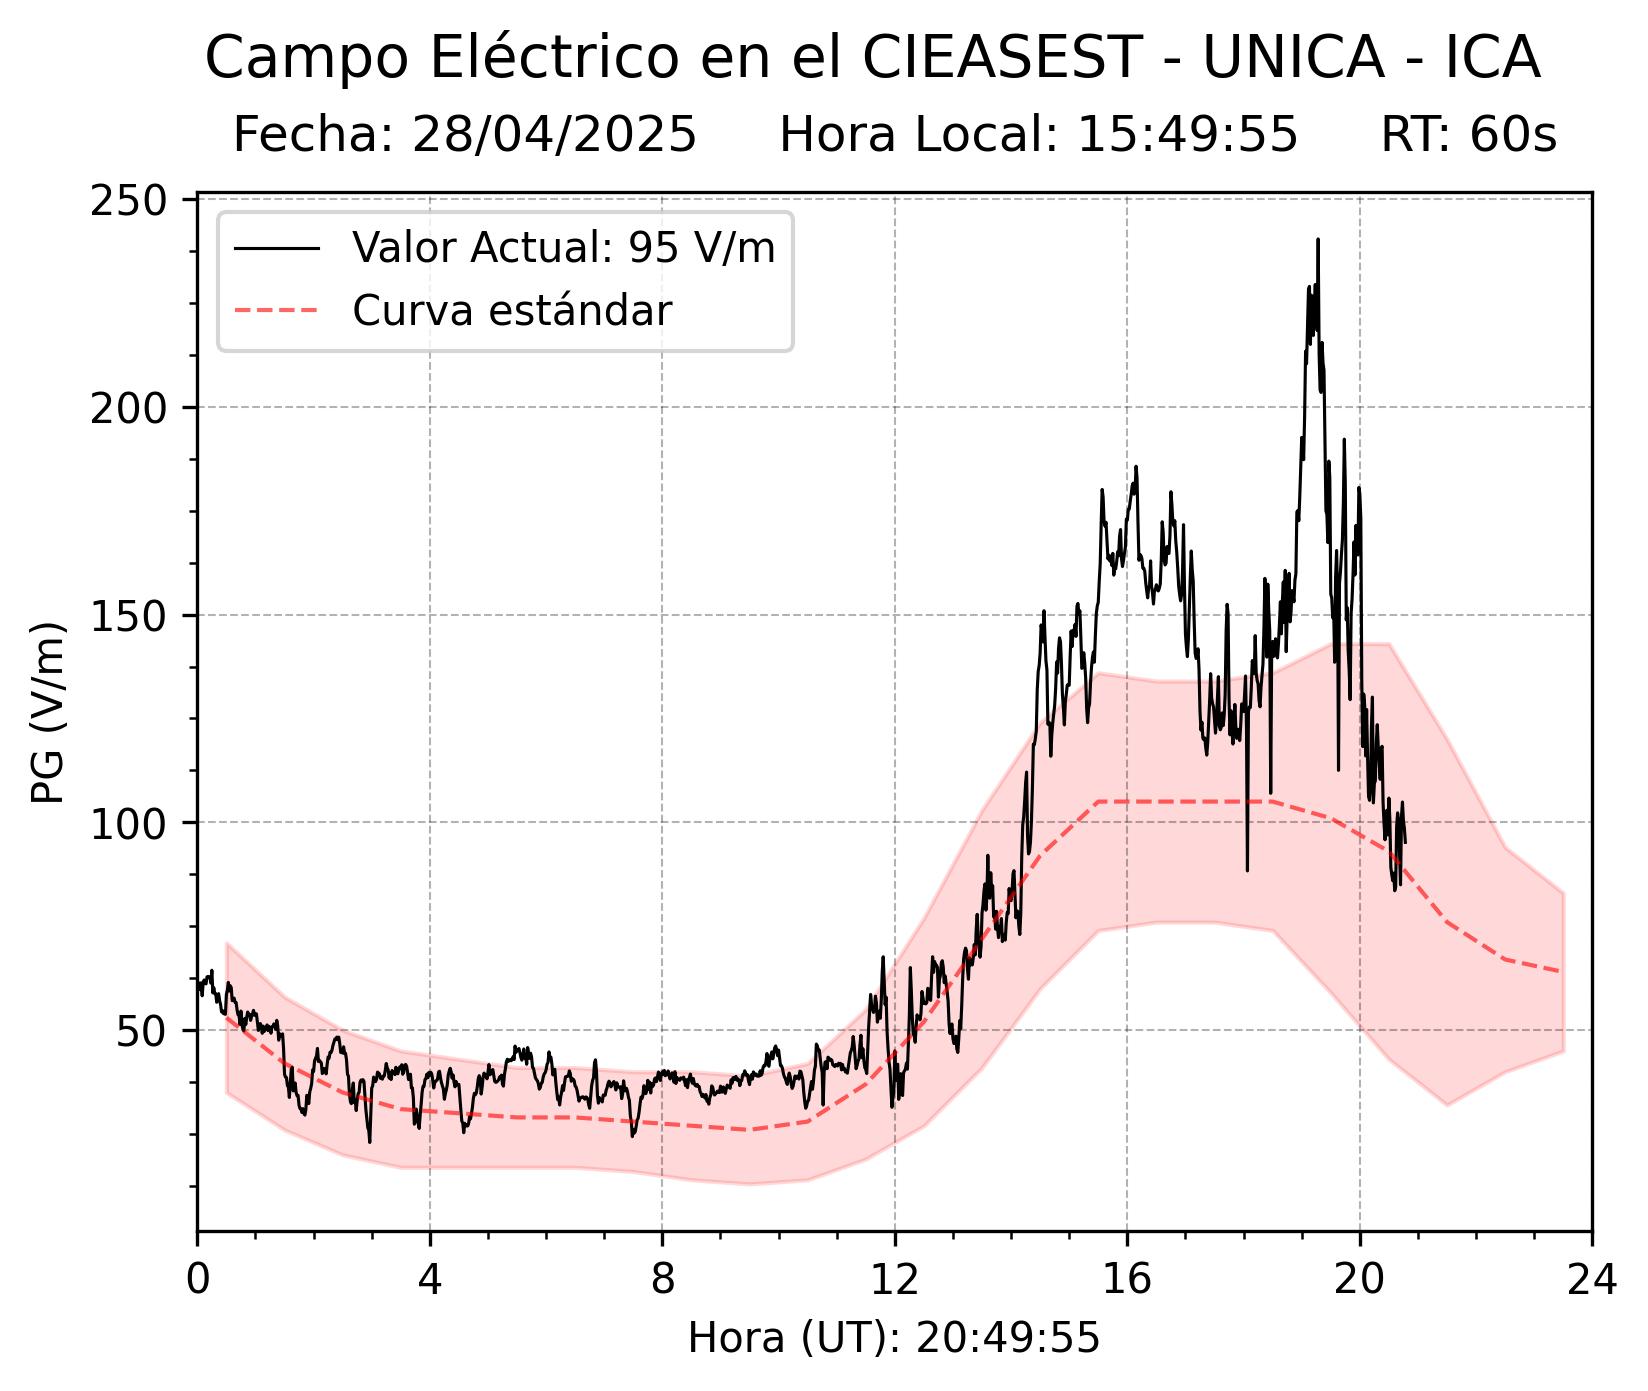 Campo Eléctrico en el CIEASEST - UNICA - ICA
Fecha: 28/04/2025 Hora Local: 15:49:55 RT: 60s
Valor Actual: 95 V/m
Curva estándar
PG (V/m)
250
200
150
100
50
0 4 8 12 16 20 24
Hora (UT): 20:49:55